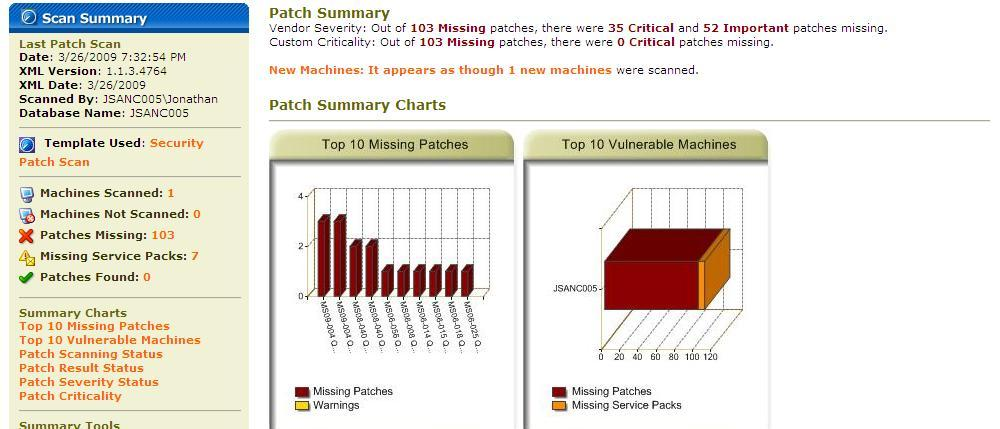 Scan Summary
Last Patch Scan
Date: 3/26/2009 7:32:54 PM
XML Version: 1.1.3.4764
XML Date: 3/26/2009
Scanned By: JSANC005\Jonathan
Database Name: JSANC005
Template Used: Security
Patch Scan
Machines Scanned: 1
Machines Not Scanned: 0
Patches Missing: 103
Missing Service Packs: 7
Patches Found: 0
Summary Charts
Top 10 Missing Patches
Top 10 Vulnerable Machines
Patch Scanning Status
Patch Result Status
Patch Severity Status
Patch Criticality
Summary Tools
Patch Summary
Vendor Severity: Out of 103 Missing patches, there were 35 Critical and 52 Important patches missing.
Custom Criticality: Out of 103 Missing patches, there were 0 Critical patches missing.
New Machines: It appears as though 1 new machines were scanned.
Patch Summary Charts
Top 10 Missing Patches
4
2
0
MS09-004 Q...
MS09-004 Q...
MS08-040 Q...
MS08-040 Q...
MS06-008 Q...
MS06-014 Q...
MS06-015 Q...
MS06-018 Q...
MS06-025 Q...
Missing Patches
Warnings
Top 10 Vulnerable Machines
JSANC005
0 20 40 60 80 100 120
Missing Patches
Missing Service Packs